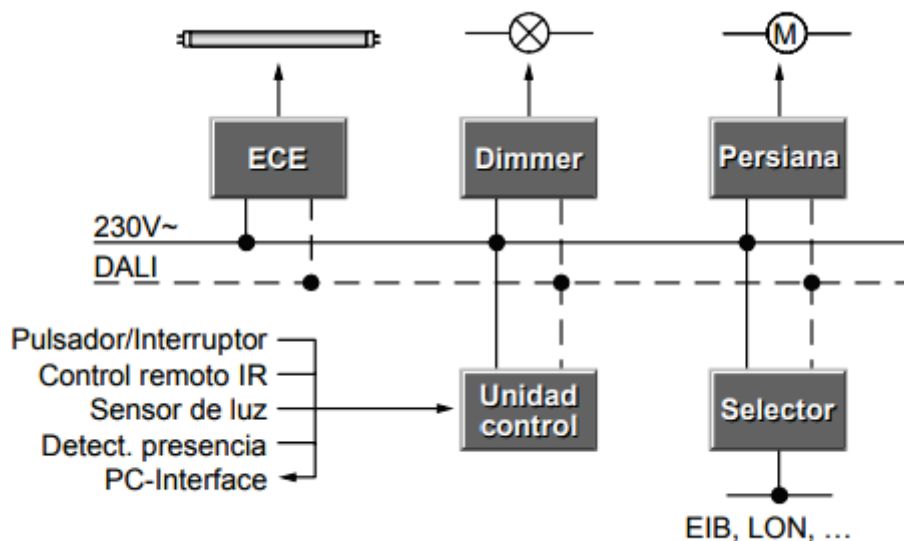 M
ECE
Dimmer
Persiana
230V~
DALI
Pulsador/Interruptor
Control remoto IR
Sensor de luz
Detect. presencia
PC-Interface
Unidad
control
Selector
EIB, LON, ...